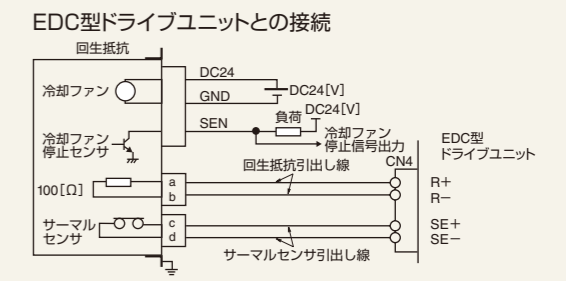 EDC型ドライブユニットとの接続
回生抵抗
冷却ファン
DC24
GND
DC24[V]
SEN
負荷
DC24[V]
冷却ファン
停止センサ
冷却ファン
停止信号出力
EDC型
ドライブユニット
CN4
回生抵抗引出し線
100[Ω]
a
b
R+
R−
サーマル
センサ
c
d
SE+
SE−
サーマルセンサ引出し線